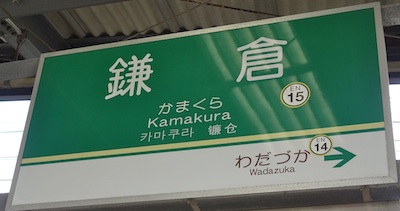 鎌倉
EN
15
かまくら
Kamakura
카마쿠라 镰仓
わだづか
EN
14
Wadazuka